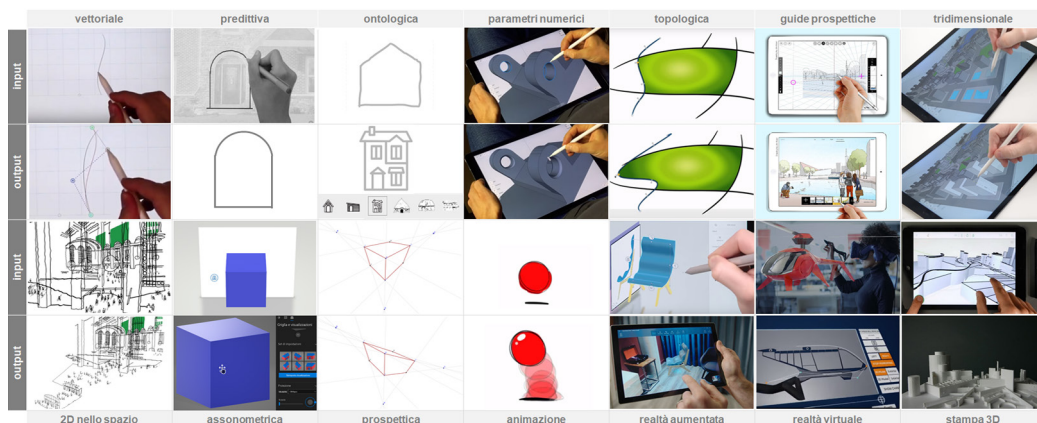 vettoriale predittiva ontologica parametri numerici topologica guide prospettiche tridimensionale
input
output
input
output
2D nello spazio assonometrica prospettica animazione realtà aumentata realtà virtuale stampa 3D